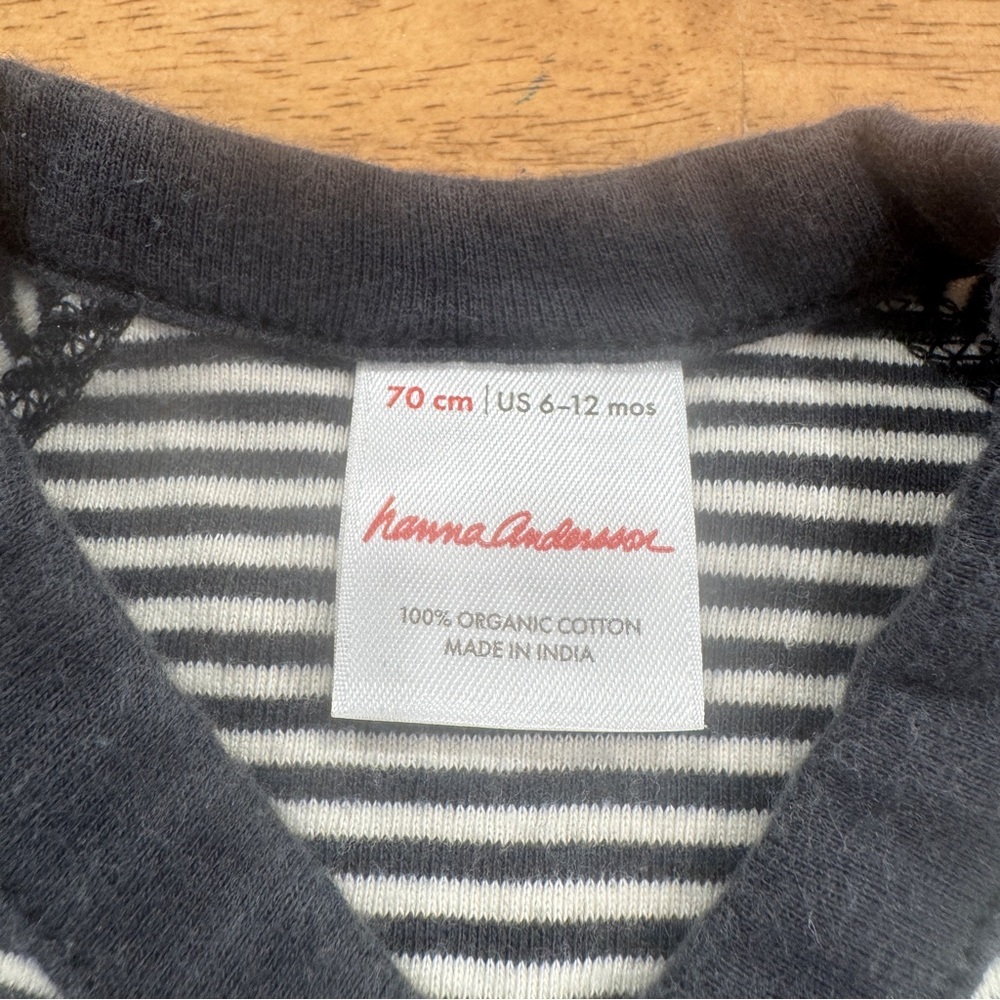 70 cm | US 6–12 mos
hanna Andersson
100% ORGANIC COTTON
MADE IN INDIA